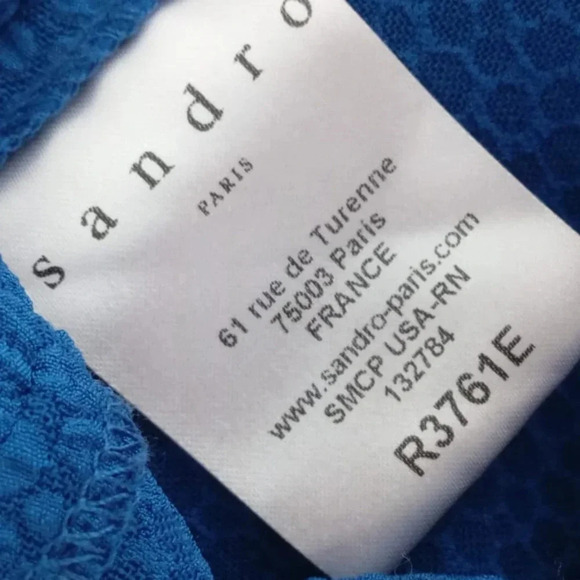 sandro
PARIS
61 rue de Turenne
75003 Paris
FRANCE
www.sandro-paris.com
SMCP USA-RN
132784
R3761E